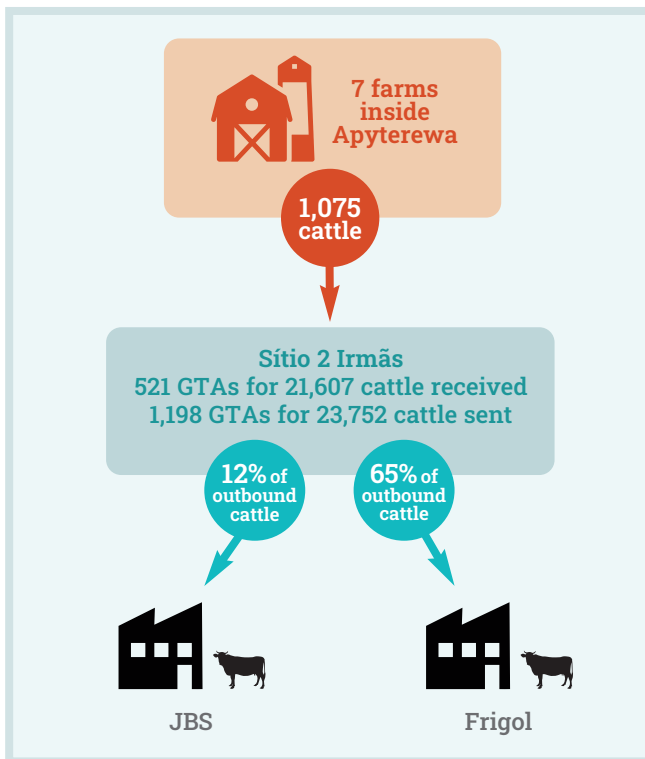 7 farms
inside
Apyterewa
1,075
cattle
Sítio 2 Irmãs
521 GTAs for 21,607 cattle received
1,198 GTAs for 23,752 cattle sent
12% of
outbound
cattle
65% of
outbound
cattle
JBS
Frigol